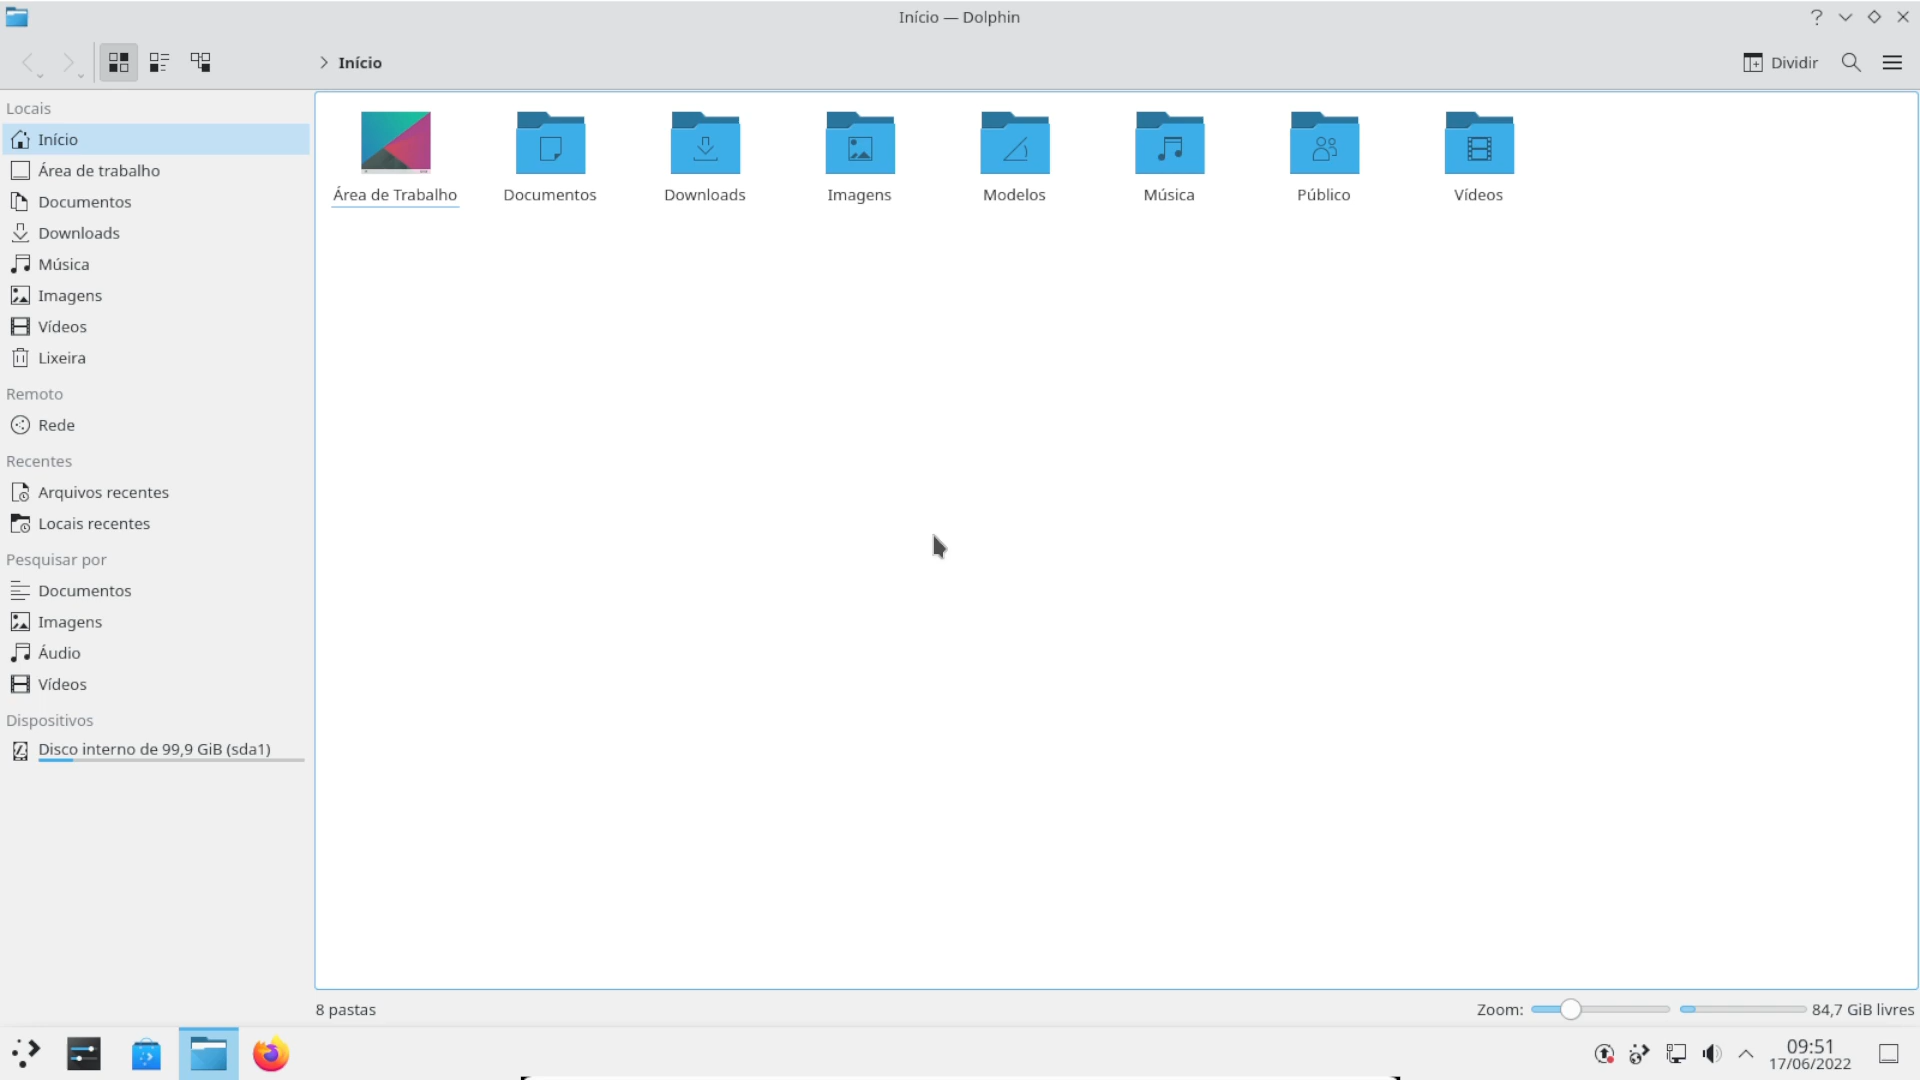 Início — Dolphin
Início
Dividir
Locais
Início
Área de trabalho
Documentos
Downloads
Música
Imagens
Vídeos
Lixeira
Remoto
Rede
Recentes
Arquivos recentes
Locais recentes
Pesquisar por
Documentos
Imagens
Áudio
Vídeos
Dispositivos
Disco interno de 99,9 GiB (sda1)
Área de Trabalho
Documentos
Downloads
Imagens
Modelos
Música
Público
Vídeos
8 pastas
Zoom:
84,7 GiB livres
09:51
17/06/2022